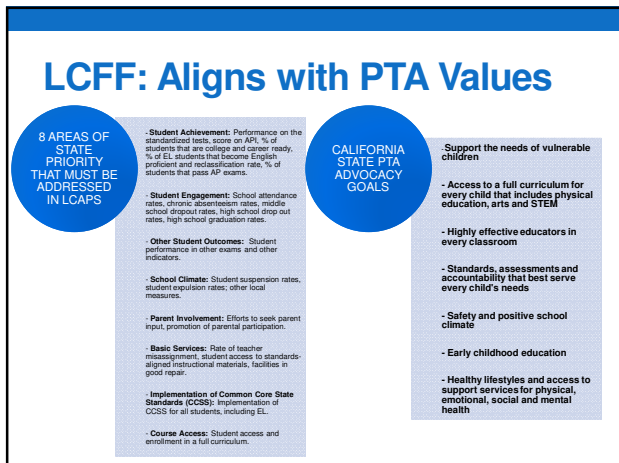 LCFF: Aligns with PTA Values
8 AREAS OF
STATE
PRIORITY
THAT MUST BE
ADDRESSED
IN LCAPS
- Student Achievement: Performance on the
standardized tests, score on API, % of
students that are college and career ready,
% of EL students that become English
proficient and reclassification rate, % of
students that pass AP exams.
- Student Engagement: School attendance
rates, chronic absenteeism rates, middle
school dropout rates, high school drop out
rates, high school graduation rates.
- Other Student Outcomes: Student
performance in other exams and other
indicators.
- School Climate: Student suspension rates,
student expulsion rates; other local
measures.
- Parent Involvement: Efforts to seek parent
input, promotion of parental participation.
- Basic Services: Rate of teacher
misassignment, student access to standards-
aligned instructional materials, facilities in
good repair.
- Implementation of Common Core State
Standards (CCSS): Implementation of
CCSS for all students, including EL.
- Course Access: Student access and
enrollment in a full curriculum.
CALIFORNIA
STATE PTA
ADVOCACY
GOALS
-Support the needs of vulnerable
children
- Access to a full curriculum for
every child that includes physical
education, arts and STEM
- Highly effective educators in
every classroom
- Standards, assessments and
accountability that best serve
every child's needs
- Safety and positive school
climate
- Early childhood education
- Healthy lifestyles and access to
support services for physical,
emotional, social and mental
health